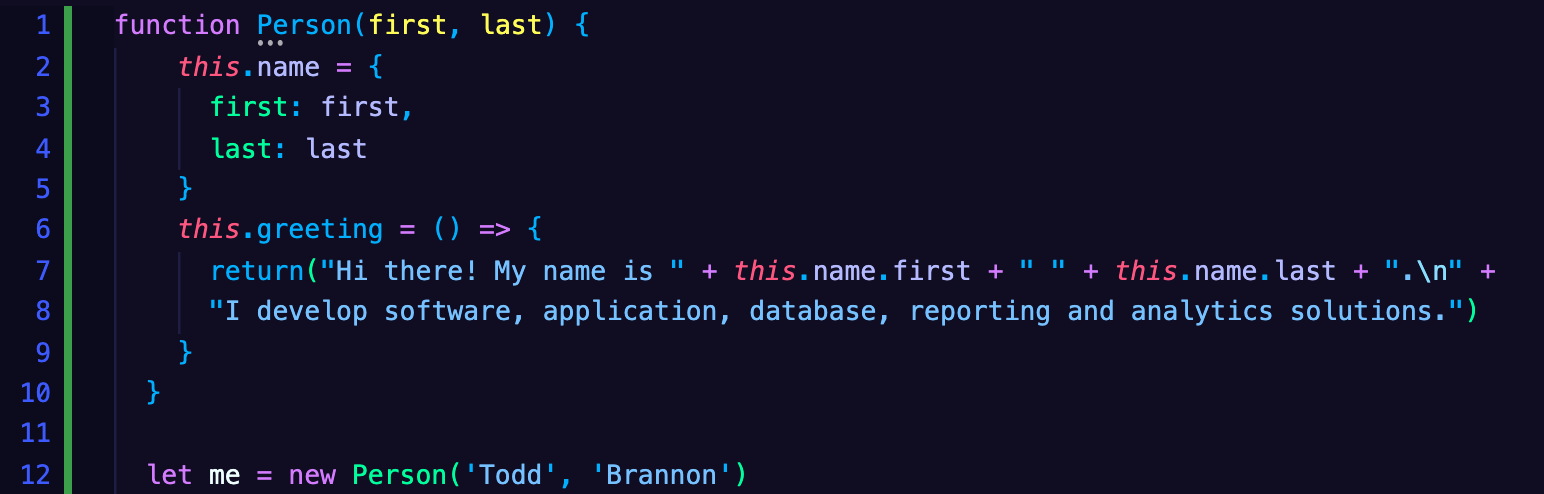 1 function Person(first, last) {
2 this.name = {
3 first: first,
4 last: last
5 }
6 this.greeting = () => {
7 return("Hi there! My name is " + this.name.first + " " + this.name.last + ".\n" +
8 "I develop software, application, database, reporting and analytics solutions.")
9 }
10 }
11
12 let me = new Person('Todd', 'Brannon')